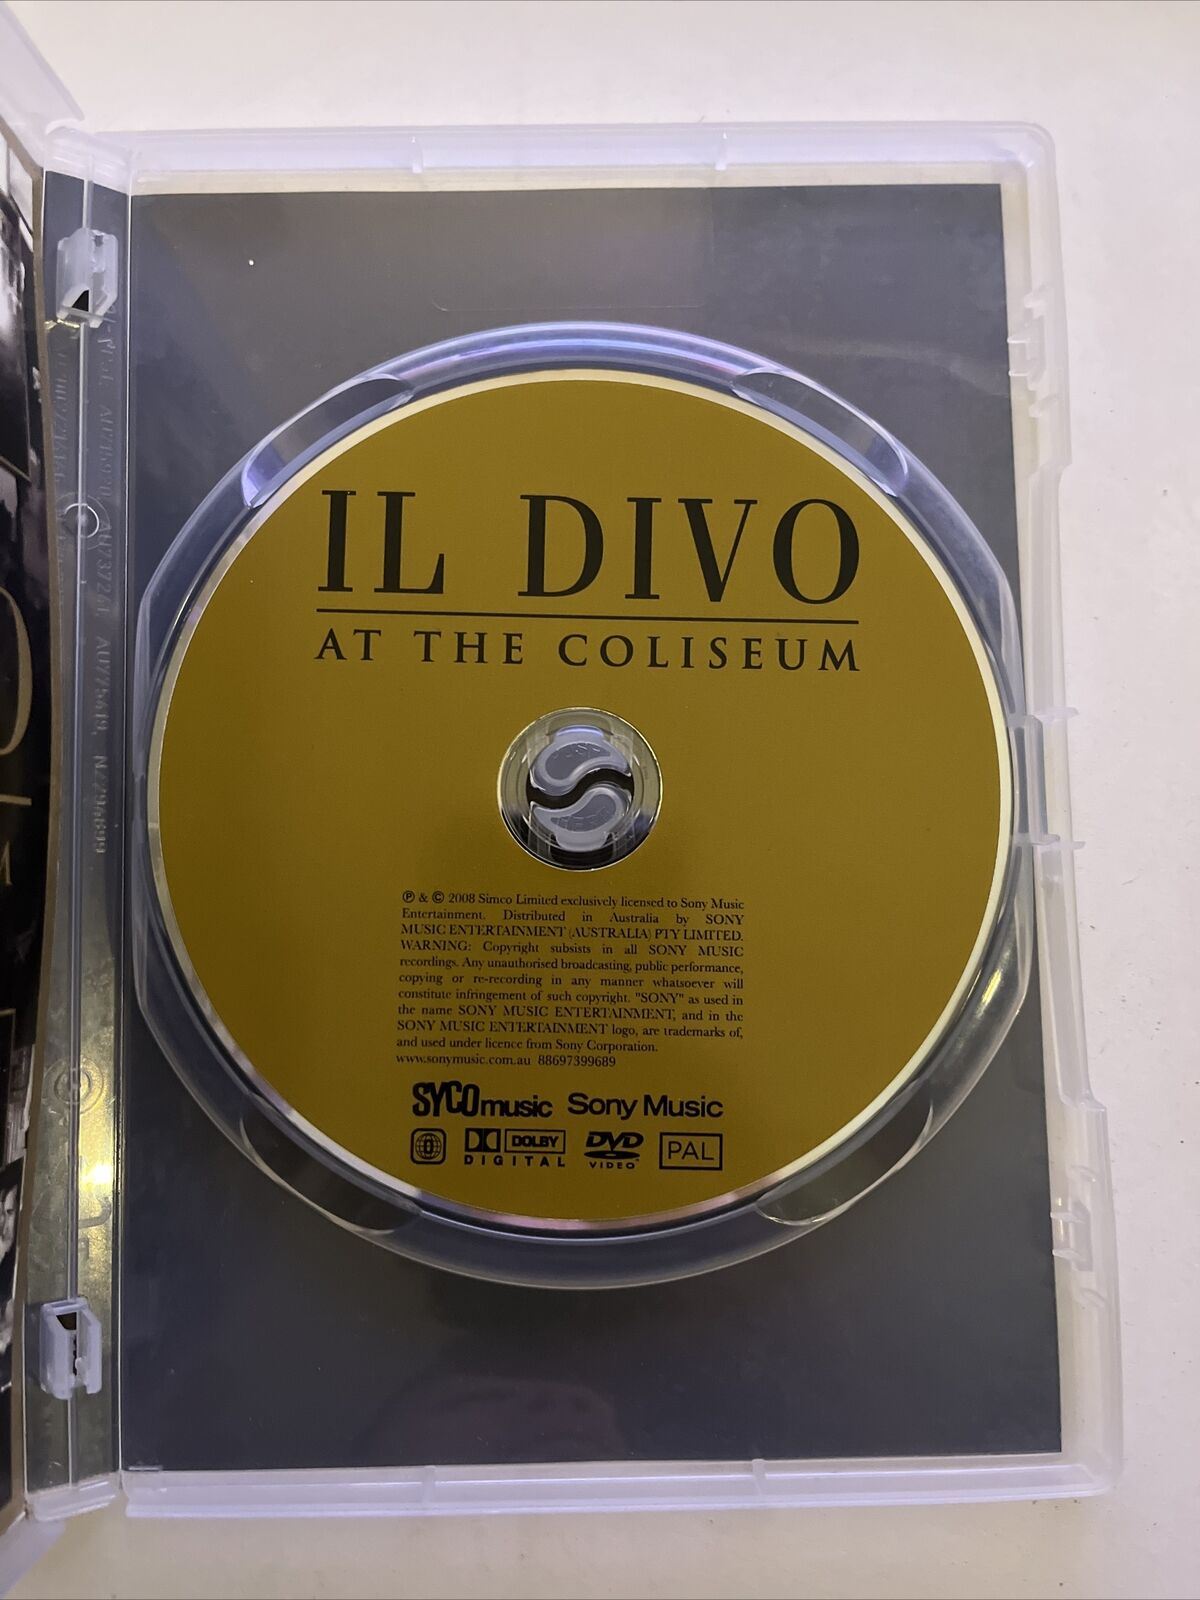 IL DIVO
AT THE COLISEUM
℗ & © 2008 Simco Limited exclusively licensed to Sony Music
Entertainment. Distributed in Australia by SONY
MUSIC ENTERTAINMENT (AUSTRALIA) PTY LIMITED.
WARNING: Copyright subsists in all SONY MUSIC
recordings. Any unauthorised broadcasting, public performance,
copying or re-recording in any manner whatsoever will
constitute infringement of such copyright. "SONY" as used in
the name SONY MUSIC ENTERTAINMENT, and in the
SONY MUSIC ENTERTAINMENT logo, are trademarks of,
and used under licence from Sony Corporation.
www.sonymusic.com.au 88697399689
SYCOmusic Sony Music
0 DOLBY DIGITAL DVD VIDEO PAL